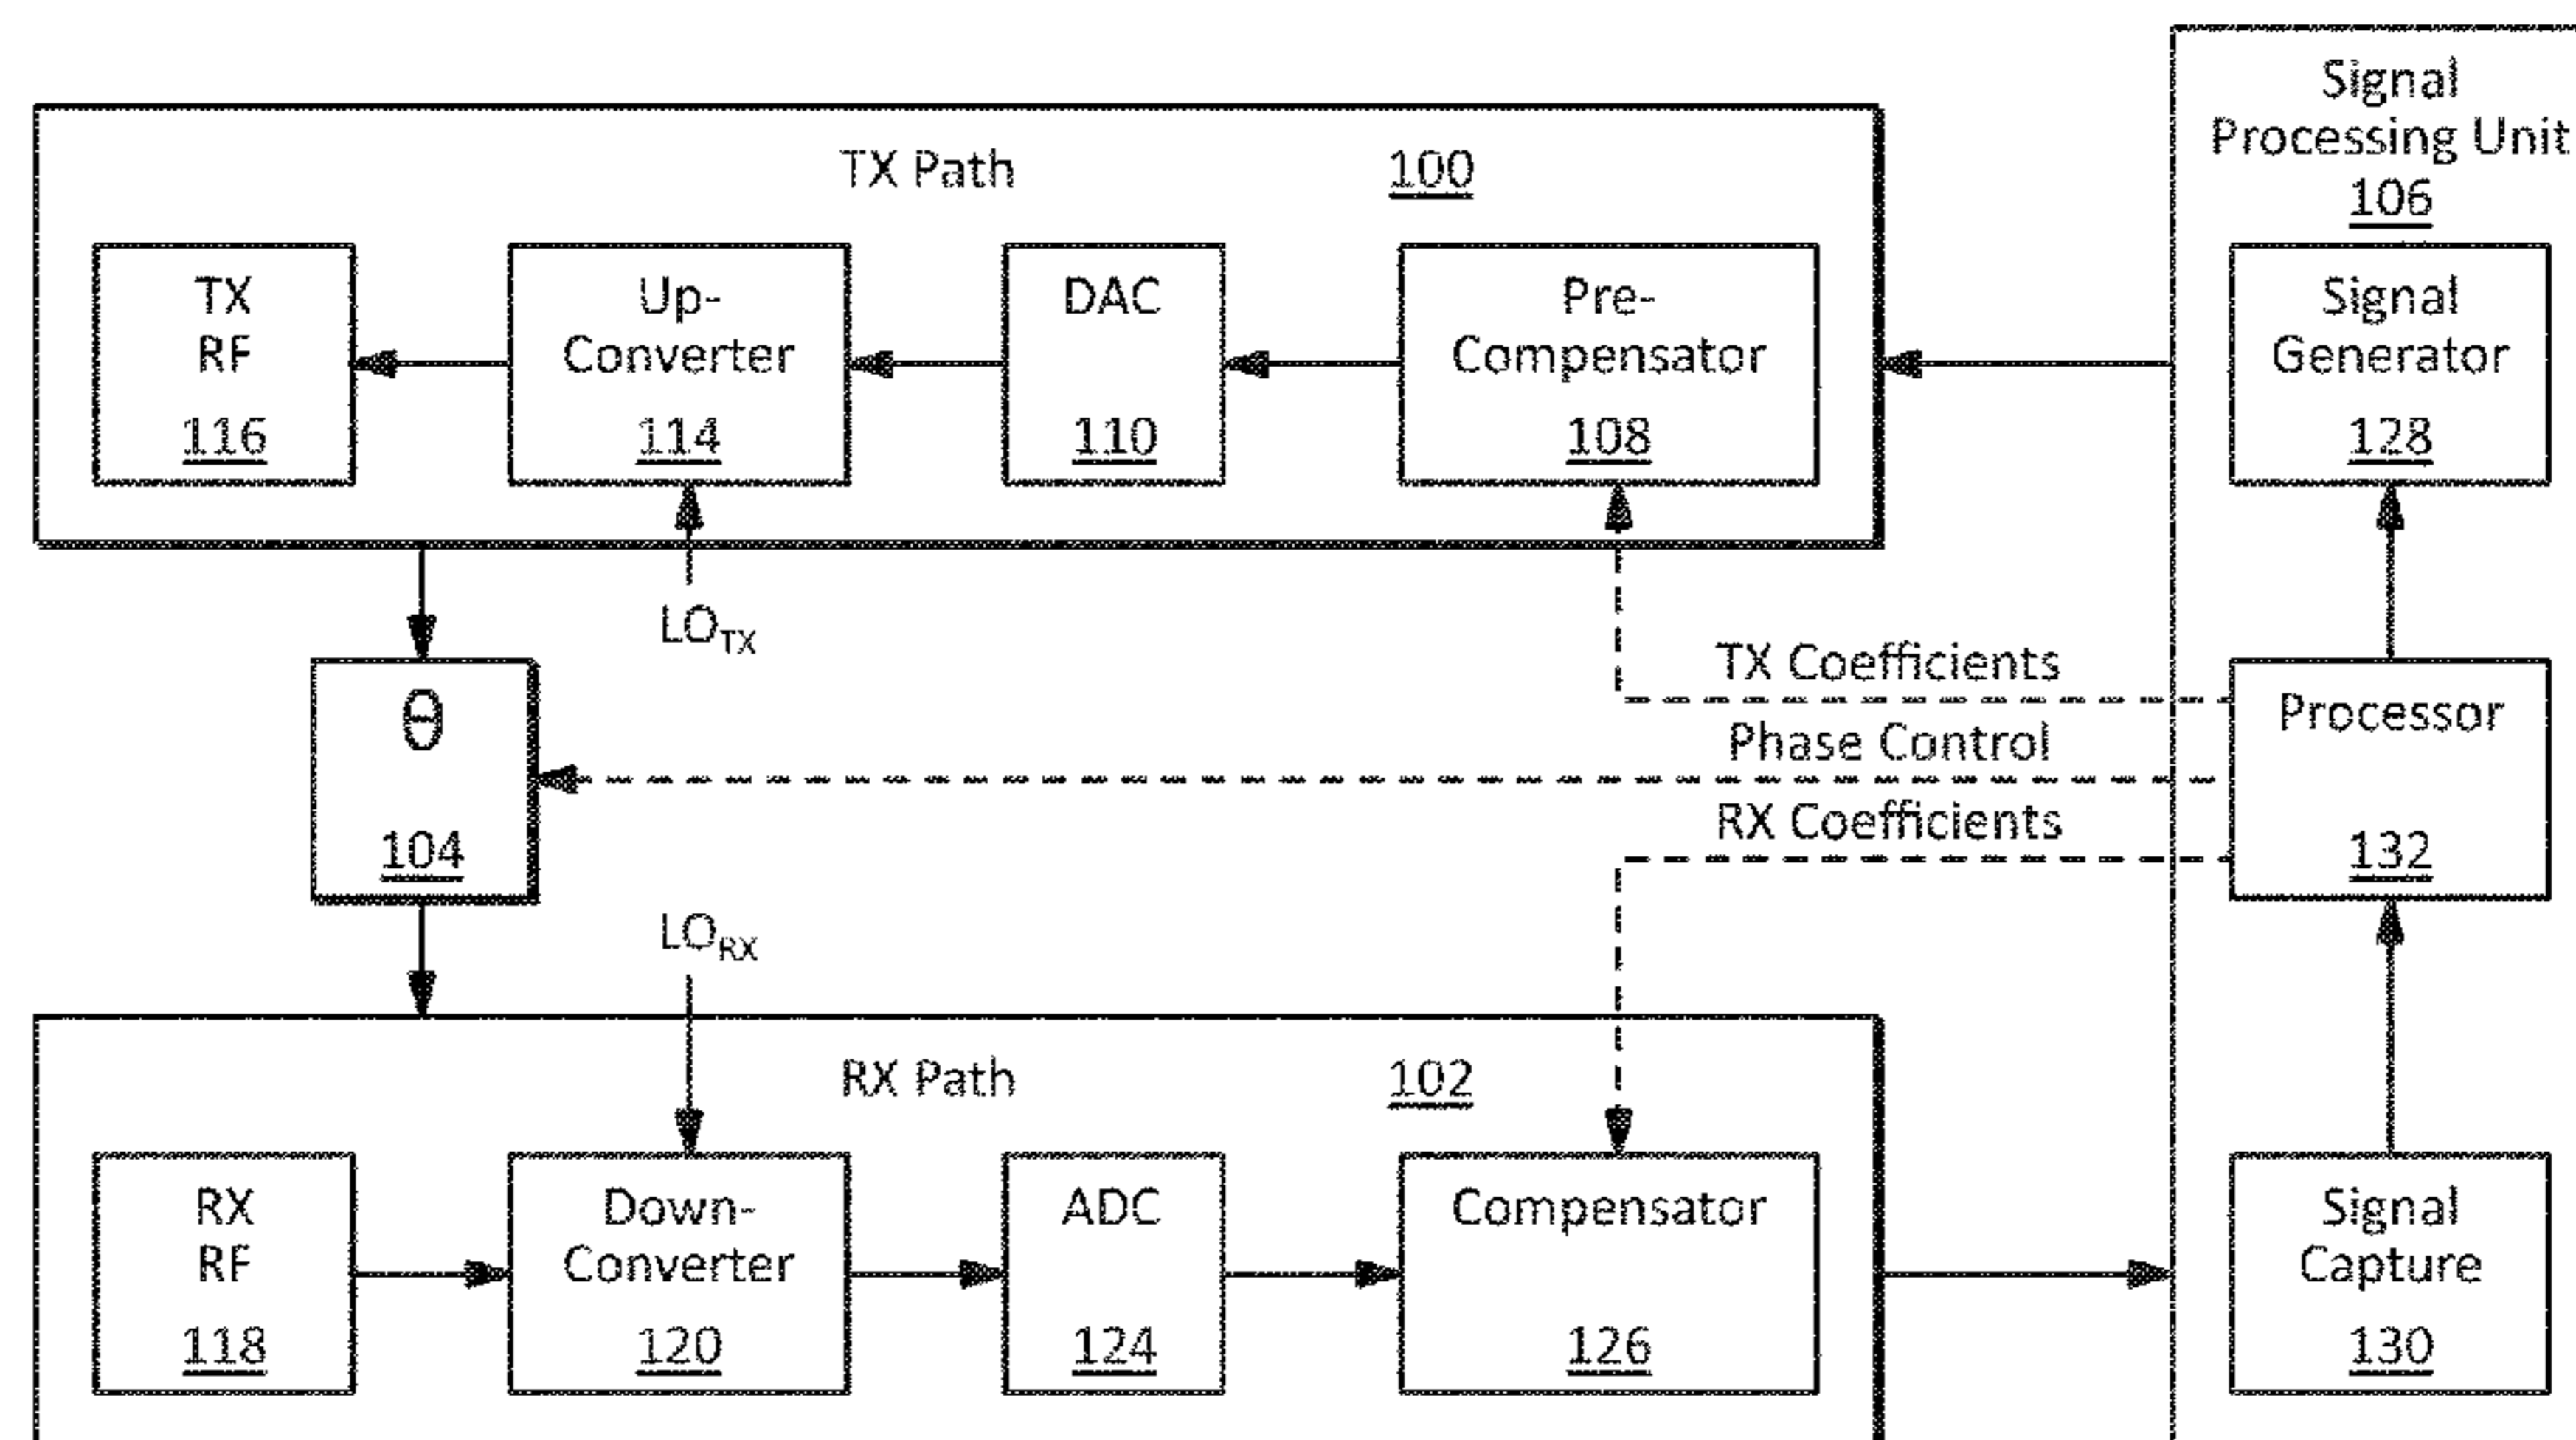 Signal
Processing Unit
106
TX Path 100
TX
RF
116
Up-
Converter
114
DAC
110
Pre-
Compensator
108
Signal
Generator
128
LOTX
TX Coefficients
Phase Control
RX Coefficients
θ
104
Processor
132
LORX
RX Path 102
RX
RF
118
Down-
Converter
120
ADC
124
Compensator
126
Signal
Capture
130